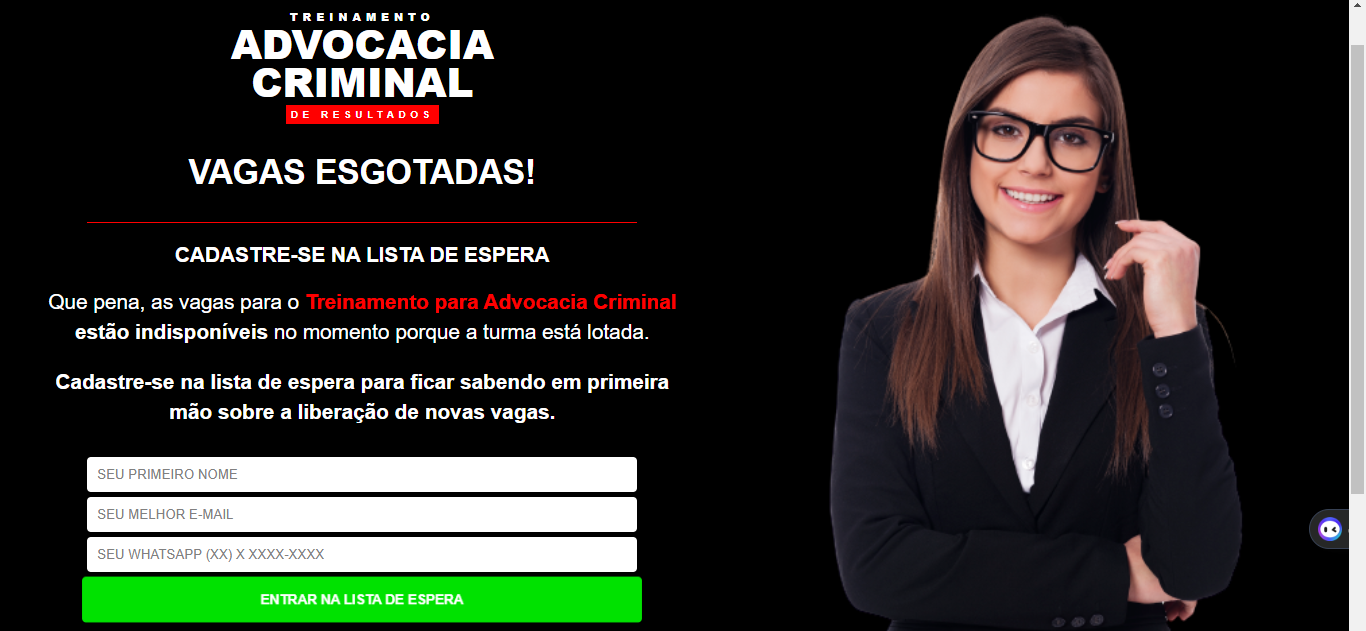 TREINAMENTO
ADVOCACIA
CRIMINAL
DE RESULTADOS
VAGAS ESGOTADAS!
CADASTRE-SE NA LISTA DE ESPERA
Que pena, as vagas para o Treinamento para Advocacia Criminal
estão indisponíveis no momento porque a turma está lotada.
Cadastre-se na lista de espera para ficar sabendo em primeira
mão sobre a liberação de novas vagas.
SEU PRIMEIRO NOME
SEU MELHOR E-MAIL
SEU WHATSAPP (XX) X XXXX-XXXX
ENTRAR NA LISTA DE ESPERA